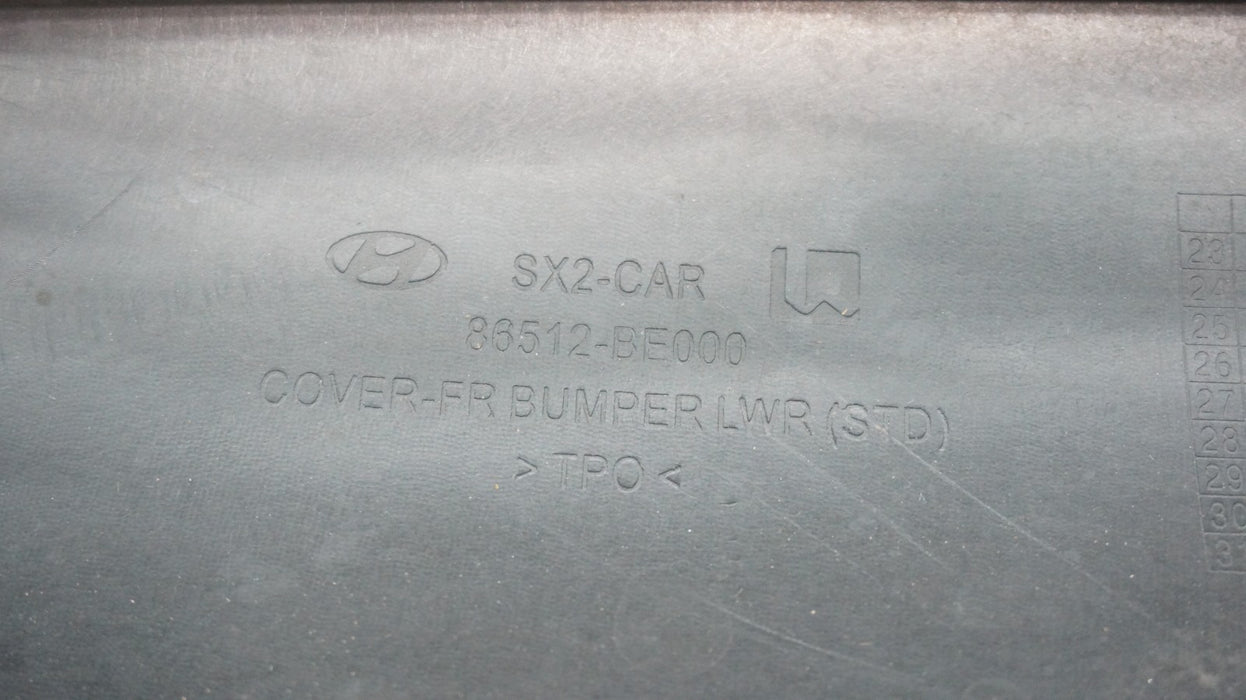 SX2-CAR
86512-BE000
COVER-FR BUMPER LWR (STD)
> TPO <
23
24
25
26
27
28
29
30
31